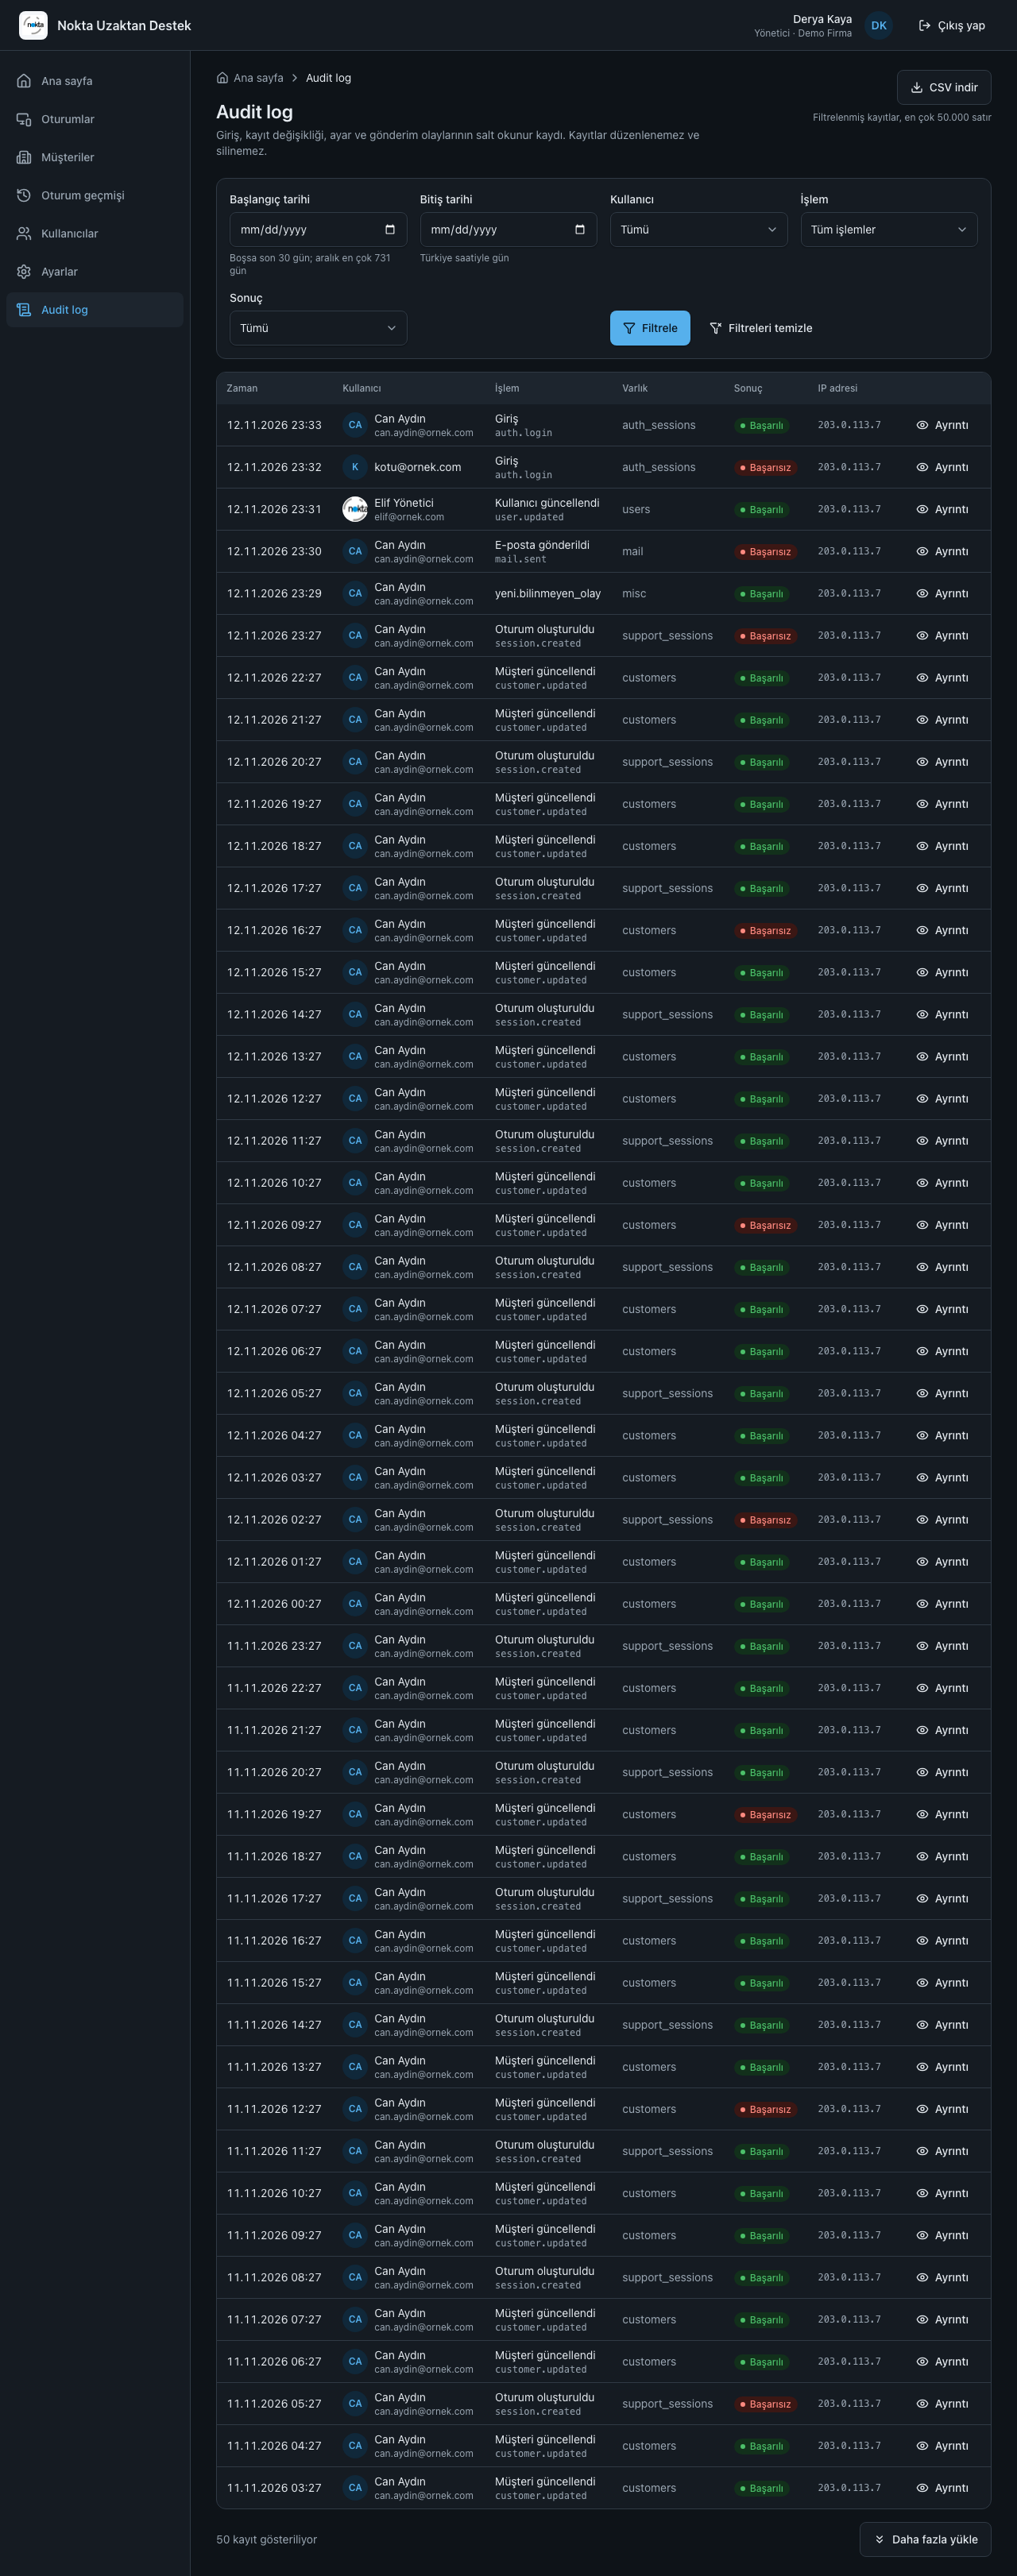 nokta Nokta Uzaktan Destek
Derya Kaya
Yönetici · Demo Firma
DK
Çıkış yap
Ana sayfa
Oturumlar
Müşteriler
Oturum geçmişi
Kullanıcılar
Ayarlar
Audit log
Ana sayfa > Audit log
CSV indir
Filtrelenmiş kayıtlar, en çok 50.000 satır
Audit log
Giriş, kayıt değişikliği, ayar ve gönderim olaylarının salt okunur kaydı. Kayıtlar düzenlenemez ve
silinemez.
Başlangıç tarihi Bitiş tarihi Kullanıcı İşlem
mm/dd/yyyy mm/dd/yyyy Tümü Tüm işlemler
Boşsa son 30 gün; aralık en çok 731 Türkiye saatiyle gün
gün
Sonuç
Tümü Filtrele Filtreleri temizle
Zaman Kullanıcı İşlem Varlık Sonuç IP adresi
12.11.2026 23:33 CA Can Aydın can.aydin@ornek.com Giriş auth.login auth_sessions Başarılı 203.0.113.7 Ayrıntı
12.11.2026 23:32 K kotu@ornek.com Giriş auth.login auth_sessions Başarısız 203.0.113.7 Ayrıntı
12.11.2026 23:31 nokta Elif Yönetici elif@ornek.com Kullanıcı güncellendi user.updated users Başarılı 203.0.113.7 Ayrıntı
12.11.2026 23:30 CA Can Aydın can.aydin@ornek.com E-posta gönderildi mail.sent mail Başarısız 203.0.113.7 Ayrıntı
12.11.2026 23:29 CA Can Aydın can.aydin@ornek.com yeni.bilinmeyen_olay misc Başarılı 203.0.113.7 Ayrıntı
12.11.2026 23:27 CA Can Aydın can.aydin@ornek.com Oturum oluşturuldu session.created support_sessions Başarısız 203.0.113.7 Ayrıntı
12.11.2026 22:27 CA Can Aydın can.aydin@ornek.com Müşteri güncellendi customer.updated customers Başarılı 203.0.113.7 Ayrıntı
12.11.2026 21:27 CA Can Aydın can.aydin@ornek.com Müşteri güncellendi customer.updated customers Başarılı 203.0.113.7 Ayrıntı
12.11.2026 20:27 CA Can Aydın can.aydin@ornek.com Oturum oluşturuldu session.created support_sessions Başarılı 203.0.113.7 Ayrıntı
12.11.2026 19:27 CA Can Aydın can.aydin@ornek.com Müşteri güncellendi customer.updated customers Başarılı 203.0.113.7 Ayrıntı
12.11.2026 18:27 CA Can Aydın can.aydin@ornek.com Müşteri güncellendi customer.updated customers Başarılı 203.0.113.7 Ayrıntı
12.11.2026 17:27 CA Can Aydın can.aydin@ornek.com Oturum oluşturuldu session.created support_sessions Başarılı 203.0.113.7 Ayrıntı
12.11.2026 16:27 CA Can Aydın can.aydin@ornek.com Müşteri güncellendi customer.updated customers Başarısız 203.0.113.7 Ayrıntı
12.11.2026 15:27 CA Can Aydın can.aydin@ornek.com Müşteri güncellendi customer.updated customers Başarılı 203.0.113.7 Ayrıntı
12.11.2026 14:27 CA Can Aydın can.aydin@ornek.com Oturum oluşturuldu session.created support_sessions Başarılı 203.0.113.7 Ayrıntı
12.11.2026 13:27 CA Can Aydın can.aydin@ornek.com Müşteri güncellendi customer.updated customers Başarılı 203.0.113.7 Ayrıntı
12.11.2026 12:27 CA Can Aydın can.aydin@ornek.com Müşteri güncellendi customer.updated customers Başarılı 203.0.113.7 Ayrıntı
12.11.2026 11:27 CA Can Aydın can.aydin@ornek.com Oturum oluşturuldu session.created support_sessions Başarılı 203.0.113.7 Ayrıntı
12.11.2026 10:27 CA Can Aydın can.aydin@ornek.com Müşteri güncellendi customer.updated customers Başarılı 203.0.113.7 Ayrıntı
12.11.2026 09:27 CA Can Aydın can.aydin@ornek.com Müşteri güncellendi customer.updated customers Başarısız 203.0.113.7 Ayrıntı
12.11.2026 08:27 CA Can Aydın can.aydin@ornek.com Oturum oluşturuldu session.created support_sessions Başarılı 203.0.113.7 Ayrıntı
12.11.2026 07:27 CA Can Aydın can.aydin@ornek.com Müşteri güncellendi customer.updated customers Başarılı 203.0.113.7 Ayrıntı
12.11.2026 06:27 CA Can Aydın can.aydin@ornek.com Müşteri güncellendi customer.updated customers Başarılı 203.0.113.7 Ayrıntı
12.11.2026 05:27 CA Can Aydın can.aydin@ornek.com Oturum oluşturuldu session.created support_sessions Başarılı 203.0.113.7 Ayrıntı
12.11.2026 04:27 CA Can Aydın can.aydin@ornek.com Müşteri güncellendi customer.updated customers Başarılı 203.0.113.7 Ayrıntı
12.11.2026 03:27 CA Can Aydın can.aydin@ornek.com Müşteri güncellendi customer.updated customers Başarılı 203.0.113.7 Ayrıntı
12.11.2026 02:27 CA Can Aydın can.aydin@ornek.com Oturum oluşturuldu session.created support_sessions Başarısız 203.0.113.7 Ayrıntı
12.11.2026 01:27 CA Can Aydın can.aydin@ornek.com Müşteri güncellendi customer.updated customers Başarılı 203.0.113.7 Ayrıntı
12.11.2026 00:27 CA Can Aydın can.aydin@ornek.com Müşteri güncellendi customer.updated customers Başarılı 203.0.113.7 Ayrıntı
11.11.2026 23:27 CA Can Aydın can.aydin@ornek.com Oturum oluşturuldu session.created support_sessions Başarılı 203.0.113.7 Ayrıntı
11.11.2026 22:27 CA Can Aydın can.aydin@ornek.com Müşteri güncellendi customer.updated customers Başarılı 203.0.113.7 Ayrıntı
11.11.2026 21:27 CA Can Aydın can.aydin@ornek.com Müşteri güncellendi customer.updated customers Başarılı 203.0.113.7 Ayrıntı
11.11.2026 20:27 CA Can Aydın can.aydin@ornek.com Oturum oluşturuldu session.created support_sessions Başarılı 203.0.113.7 Ayrıntı
11.11.2026 19:27 CA Can Aydın can.aydin@ornek.com Müşteri güncellendi customer.updated customers Başarısız 203.0.113.7 Ayrıntı
11.11.2026 18:27 CA Can Aydın can.aydin@ornek.com Müşteri güncellendi customer.updated customers Başarılı 203.0.113.7 Ayrıntı
11.11.2026 17:27 CA Can Aydın can.aydin@ornek.com Oturum oluşturuldu session.created support_sessions Başarılı 203.0.113.7 Ayrıntı
11.11.2026 16:27 CA Can Aydın can.aydin@ornek.com Müşteri güncellendi customer.updated customers Başarılı 203.0.113.7 Ayrıntı
11.11.2026 15:27 CA Can Aydın can.aydin@ornek.com Müşteri güncellendi customer.updated customers Başarılı 203.0.113.7 Ayrıntı
11.11.2026 14:27 CA Can Aydın can.aydin@ornek.com Oturum oluşturuldu session.created support_sessions Başarılı 203.0.113.7 Ayrıntı
11.11.2026 13:27 CA Can Aydın can.aydin@ornek.com Müşteri güncellendi customer.updated customers Başarılı 203.0.113.7 Ayrıntı
11.11.2026 12:27 CA Can Aydın can.aydin@ornek.com Müşteri güncellendi customer.updated customers Başarısız 203.0.113.7 Ayrıntı
11.11.2026 11:27 CA Can Aydın can.aydin@ornek.com Oturum oluşturuldu session.created support_sessions Başarılı 203.0.113.7 Ayrıntı
11.11.2026 10:27 CA Can Aydın can.aydin@ornek.com Müşteri güncellendi customer.updated customers Başarılı 203.0.113.7 Ayrıntı
11.11.2026 09:27 CA Can Aydın can.aydin@ornek.com Müşteri güncellendi customer.updated customers Başarılı 203.0.113.7 Ayrıntı
11.11.2026 08:27 CA Can Aydın can.aydin@ornek.com Oturum oluşturuldu session.created support_sessions Başarılı 203.0.113.7 Ayrıntı
11.11.2026 07:27 CA Can Aydın can.aydin@ornek.com Müşteri güncellendi customer.updated customers Başarılı 203.0.113.7 Ayrıntı
11.11.2026 06:27 CA Can Aydın can.aydin@ornek.com Müşteri güncellendi customer.updated customers Başarılı 203.0.113.7 Ayrıntı
11.11.2026 05:27 CA Can Aydın can.aydin@ornek.com Oturum oluşturuldu session.created support_sessions Başarısız 203.0.113.7 Ayrıntı
11.11.2026 04:27 CA Can Aydın can.aydin@ornek.com Müşteri güncellendi customer.updated customers Başarılı 203.0.113.7 Ayrıntı
11.11.2026 03:27 CA Can Aydın can.aydin@ornek.com Müşteri güncellendi customer.updated customers Başarılı 203.0.113.7 Ayrıntı
50 kayıt gösteriliyor
Daha fazla yükle